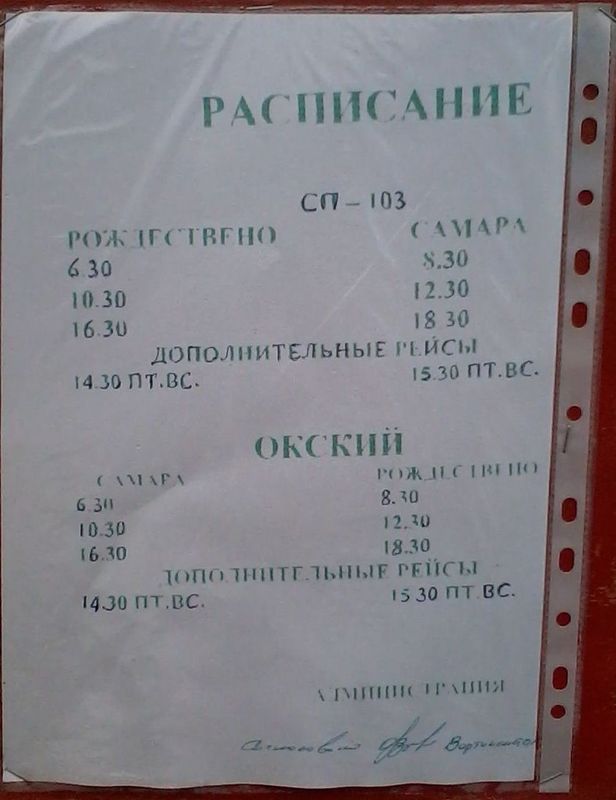 РАСПИСАНИЕ
СП - 103
РОЖДЕСТВЕНО САМАРА
6.30 8.30
10.30 12.30
16.30 18 30
ДОПОЛНИТЕЛЬНЫЕ РЕЙСЫ
14.30 ПТ.ВС. 15.30 ПТ.ВС.
ОКСКИЙ
САМАРА РОЖДЕСТВЕНО
6 30 8.30
10.30 12.30
16.30 18.30
ДОПОЛНИТЕЛЬНЫЕ РЕЙСЫ
14.30 ПТ.ВС. 15 30 ПТ.ВС.
АДМИНИСТРАЦИЯ